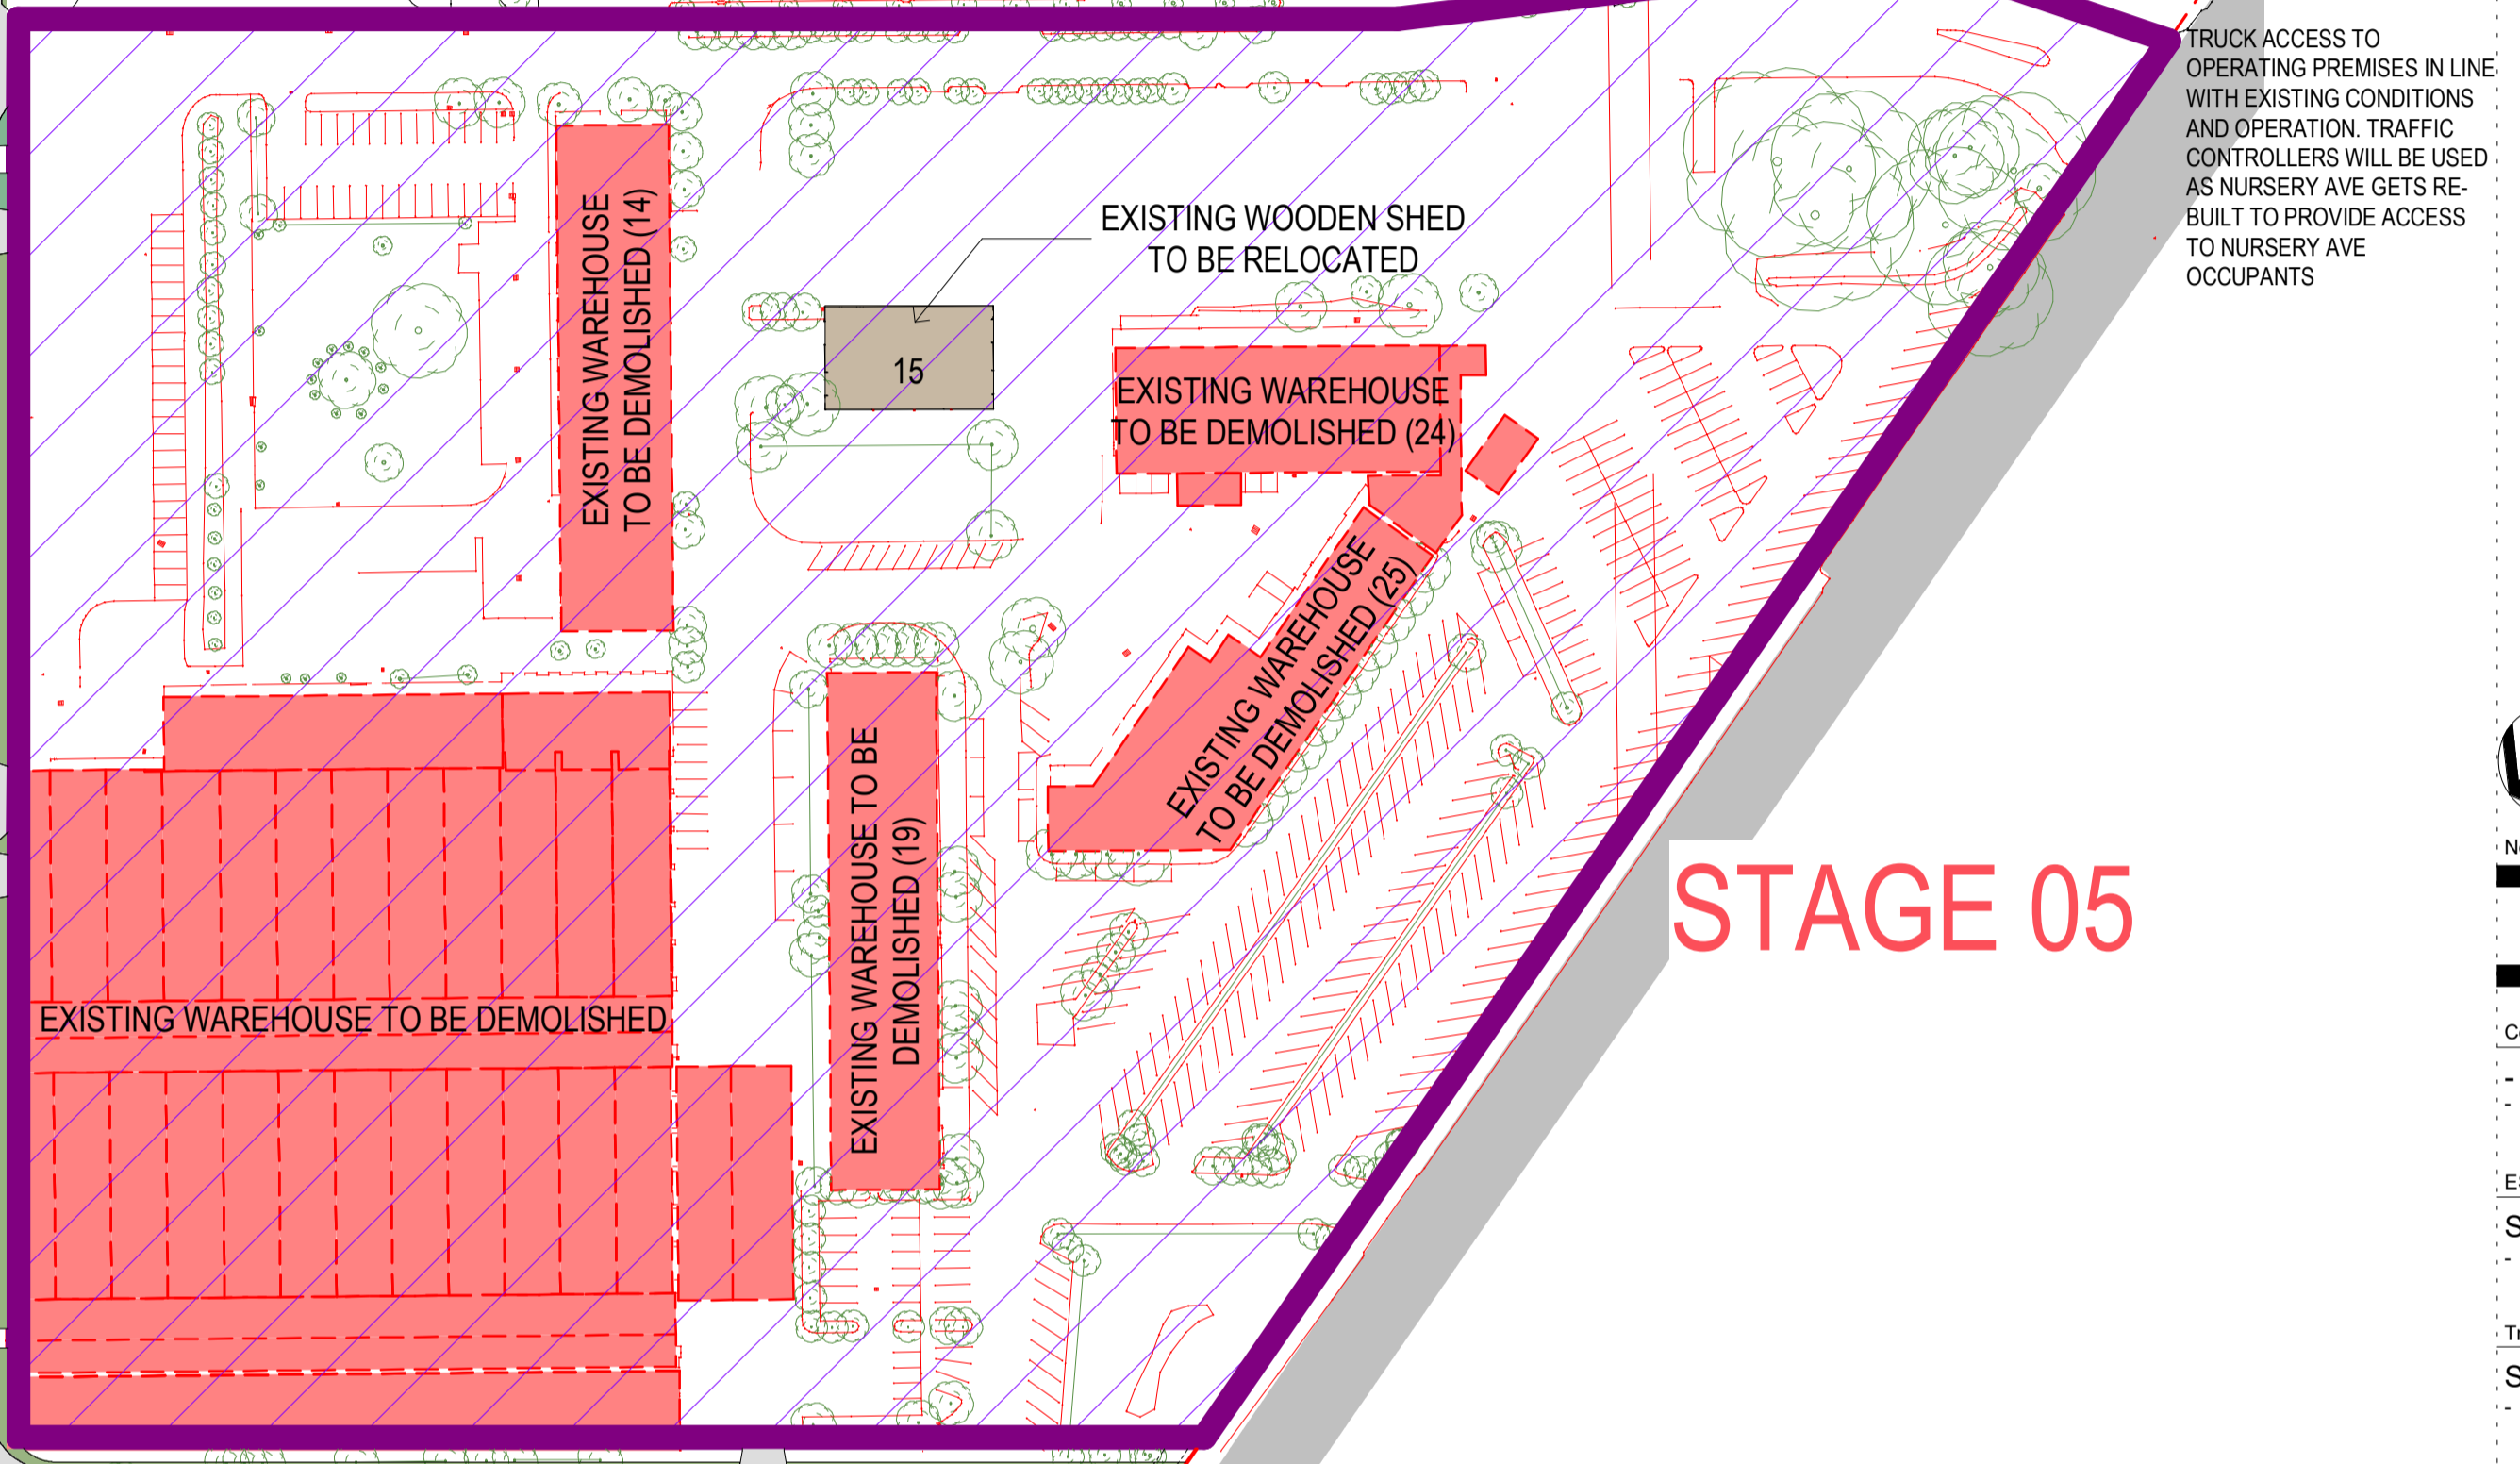 TRUCK ACCESS TO
OPERATING PREMISES IN LINE
WITH EXISTING CONDITIONS
AND OPERATION. TRAFFIC
CONTROLLERS WILL BE USED
AS NURSERY AVE GETS RE-
BUILT TO PROVIDE ACCESS
TO NURSERY AVE
OCCUPANTS
EXISTING WAREHOUSE
TO BE DEMOLISHED (14)
EXISTING WOODEN SHED
TO BE RELOCATED
15
EXISTING WAREHOUSE
TO BE DEMOLISHED (24)
EXISTING WAREHOUSE
TO BE DEMOLISHED (25)
EXISTING WAREHOUSE TO BE
DEMOLISHED (19)
STAGE 05
EXISTING WAREHOUSE TO BE DEMOLISHED